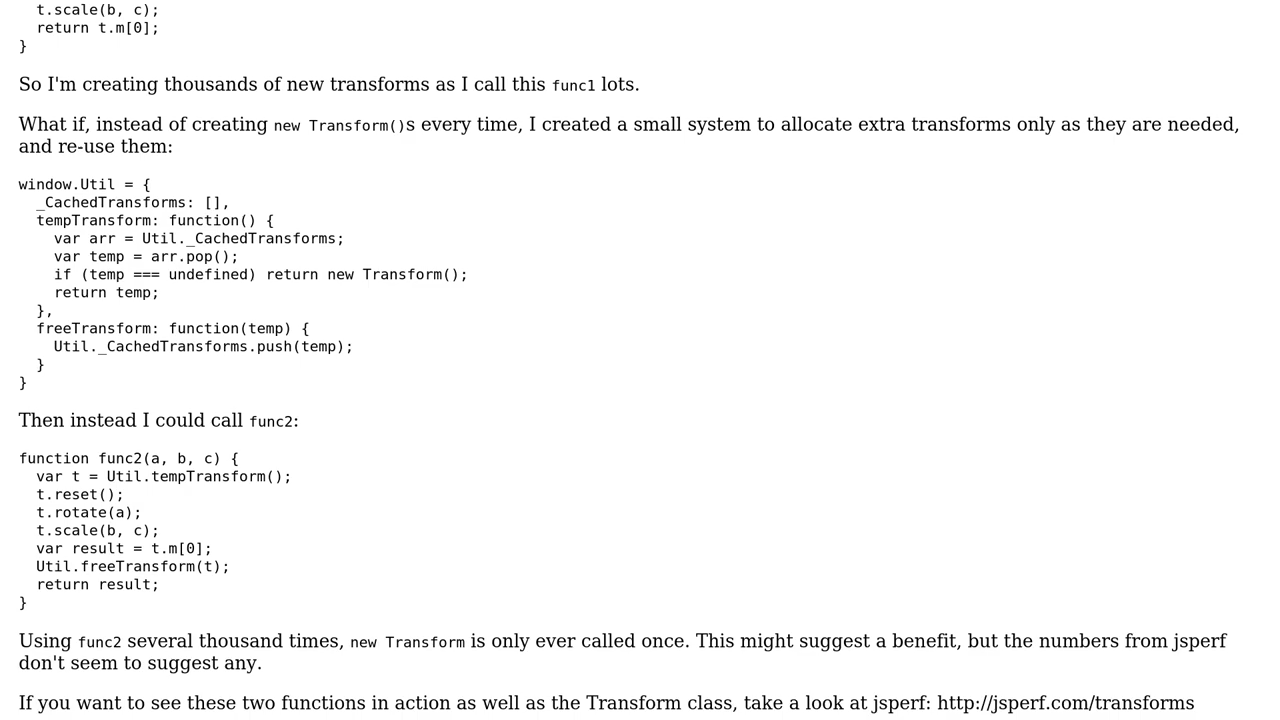 t.scale(b, c);
  return t.m[0];
}
So I'm creating thousands of new transforms as I call this func1 lots.
What if, instead of creating new Transform()s every time, I created a small system to allocate extra transforms only as they are needed,
and re-use them:
window.Util = {
  _CachedTransforms: [],
  tempTransform: function() {
    var arr = Util._CachedTransforms;
    var temp = arr.pop();
    if (temp === undefined) return new Transform();
    return temp;
  },
  freeTransform: function(temp) {
    Util._CachedTransforms.push(temp);
  }
}
Then instead I could call func2:
function func2(a, b, c) {
  var t = Util.tempTransform();
  t.reset();
  t.rotate(a);
  t.scale(b, c);
  var result = t.m[0];
  Util.freeTransform(t);
  return result;
}
Using func2 several thousand times, new Transform is only ever called once. This might suggest a benefit, but the numbers from jsperf
don't seem to suggest any.
If you want to see these two functions in action as well as the Transform class, take a look at jsperf: http://jsperf.com/transforms